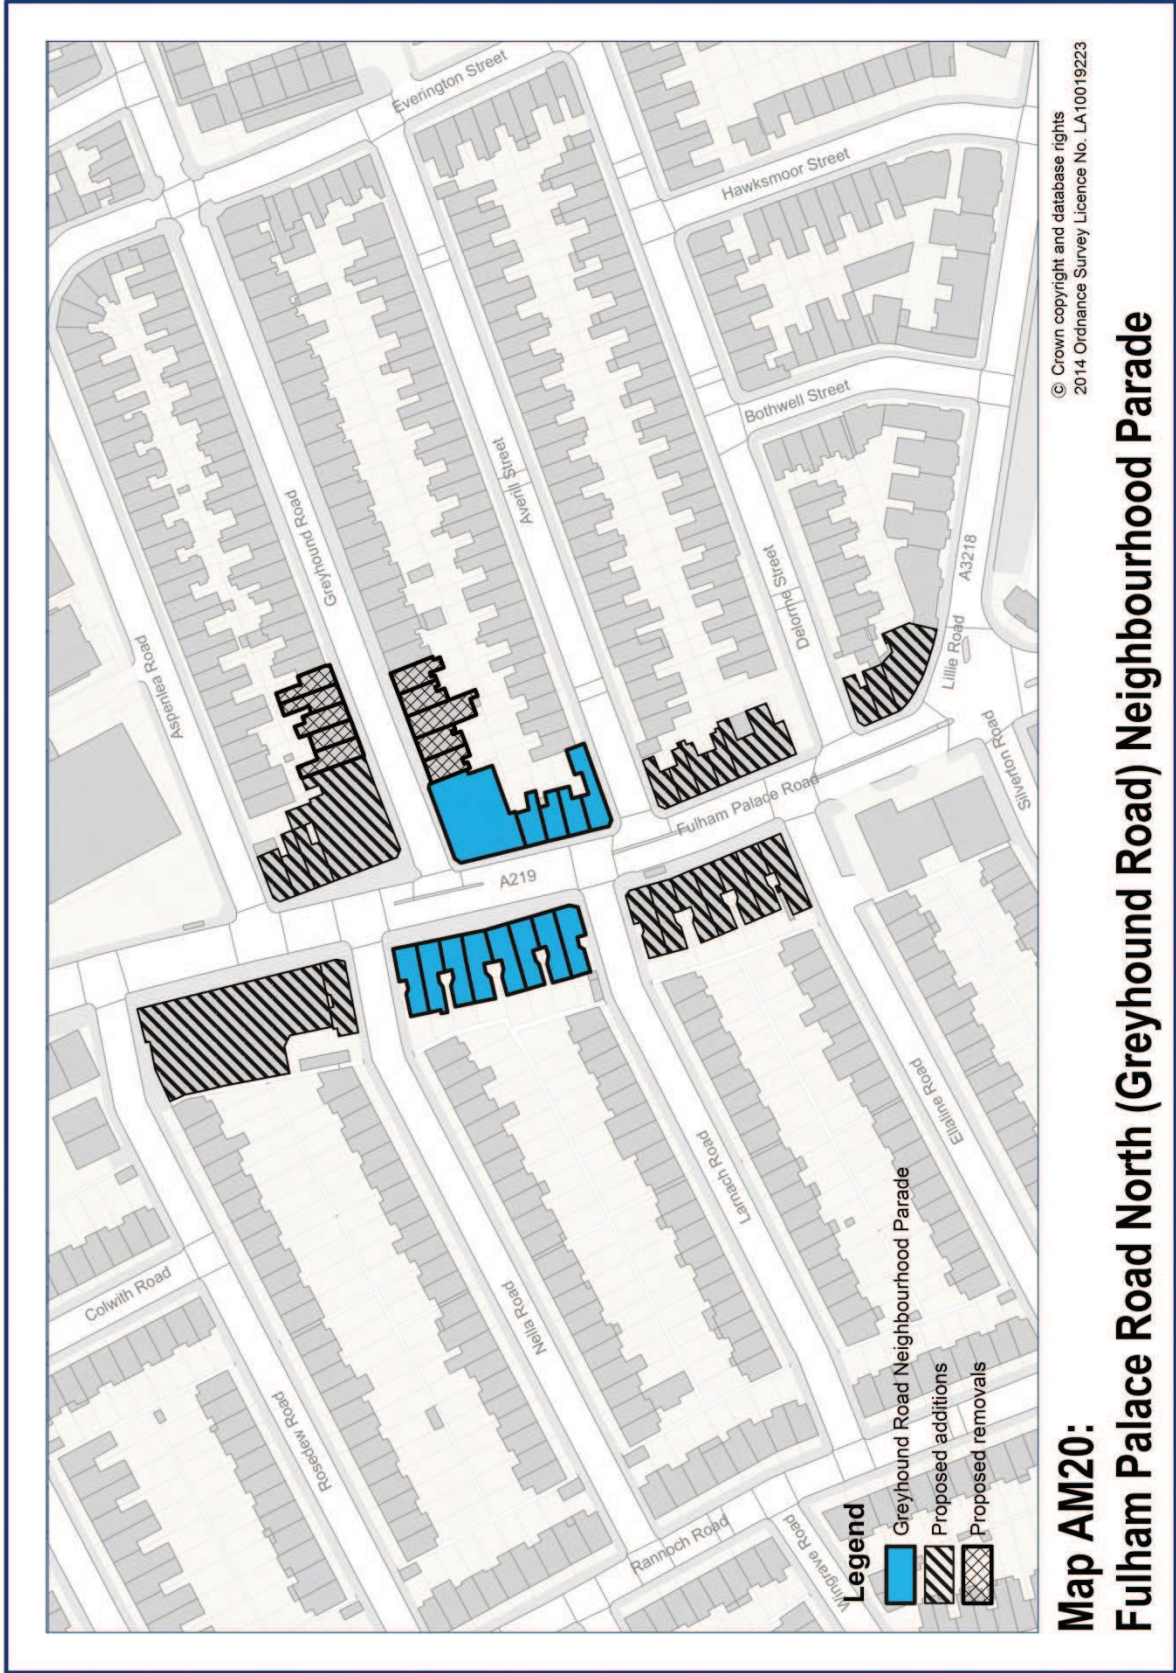 Colwith Road
Rosedew Road
Nella Road
Rannoch Road
Wingrave Road
Larnach Road
Ellaline Road
Silverton Road
Lillie Road
A3218
A219
Fulham Palace Road
Aspenlea Road
Greyhound Road
Averill Street
Delorme Street
Bothwell Street
Hawksmoor Street
Everington Street
Legend
Greyhound Road Neighbourhood Parade
Proposed additions
Proposed removals
© Crown copyright and database rights
2014 Ordnance Survey Licence No. LA10019223
Map AM20:
Fulham Palace Road North (Greyhound Road) Neighbourhood Parade